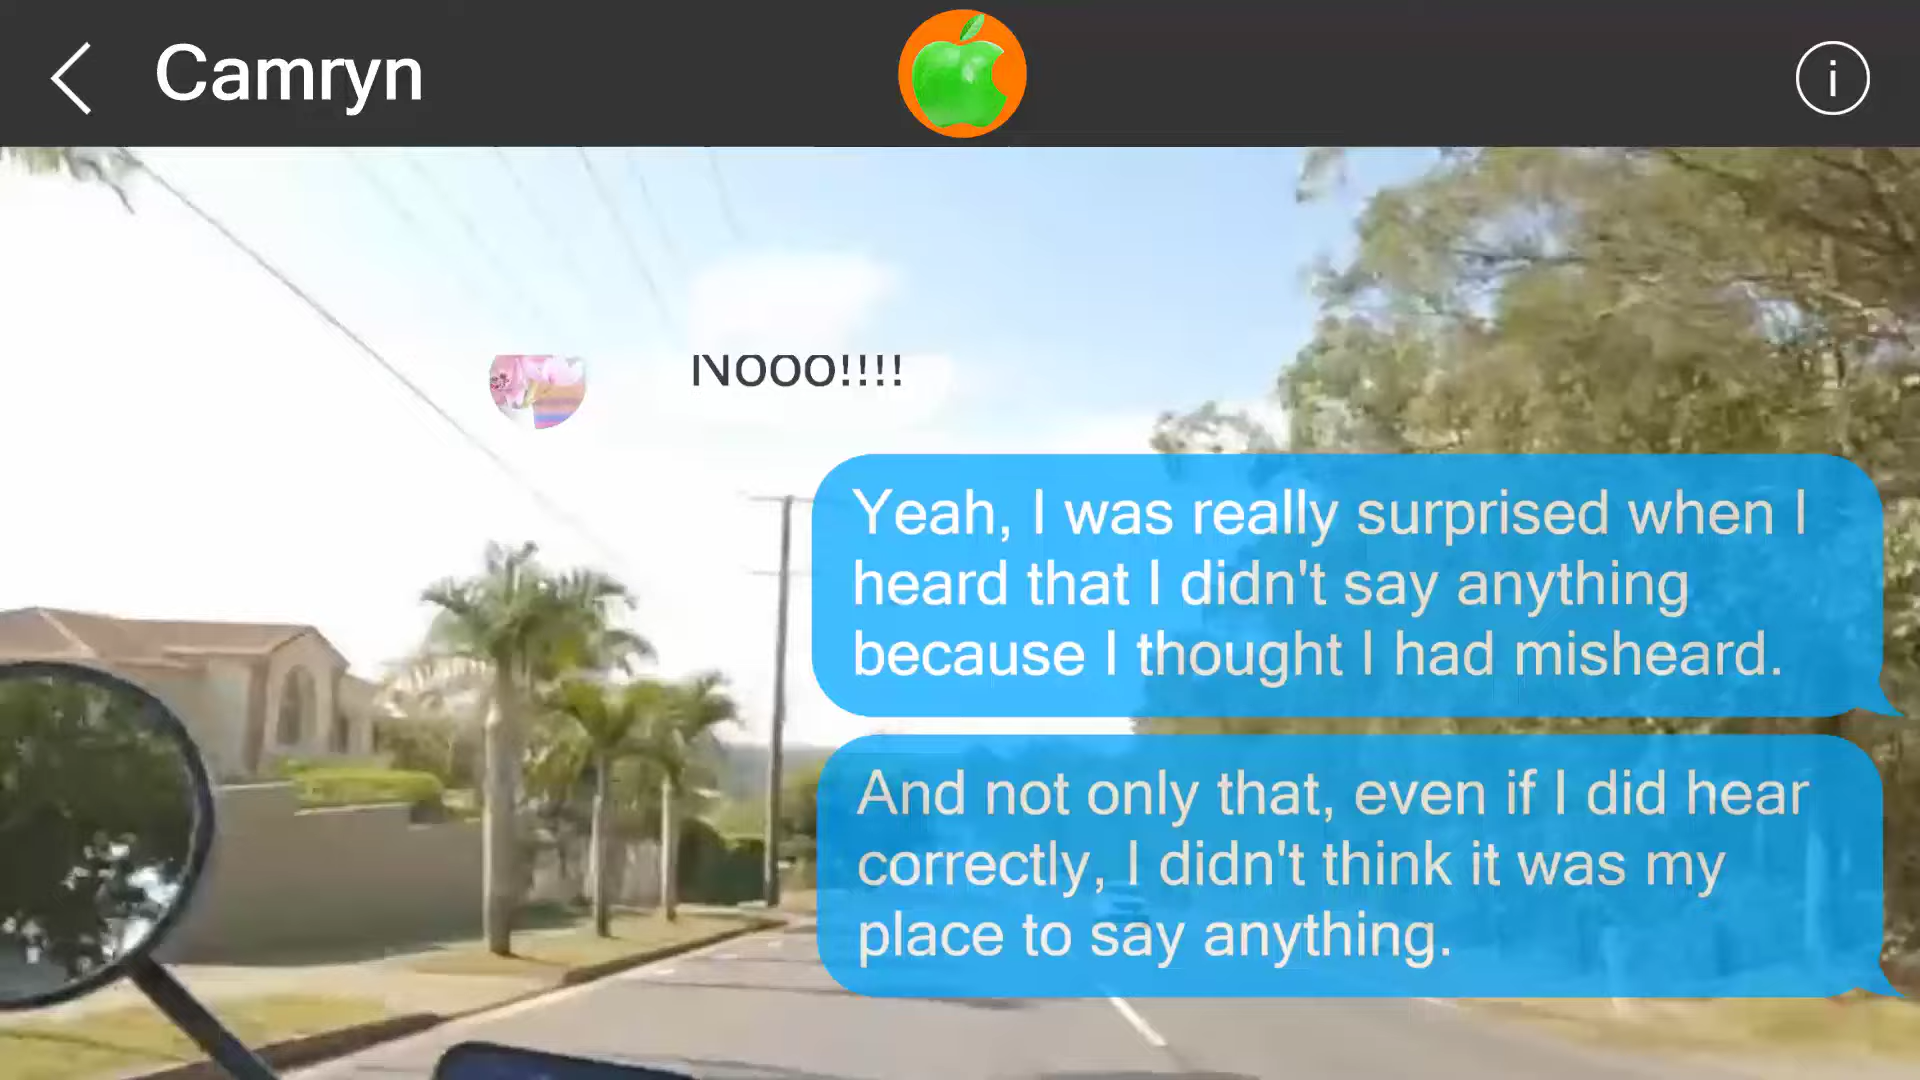 Camryn
i
NOOO!!!!
Yeah, I was really surprised when I
heard that I didn't say anything
because I thought I had misheard.
And not only that, even if I did hear
correctly, I didn't think it was my
place to say anything.